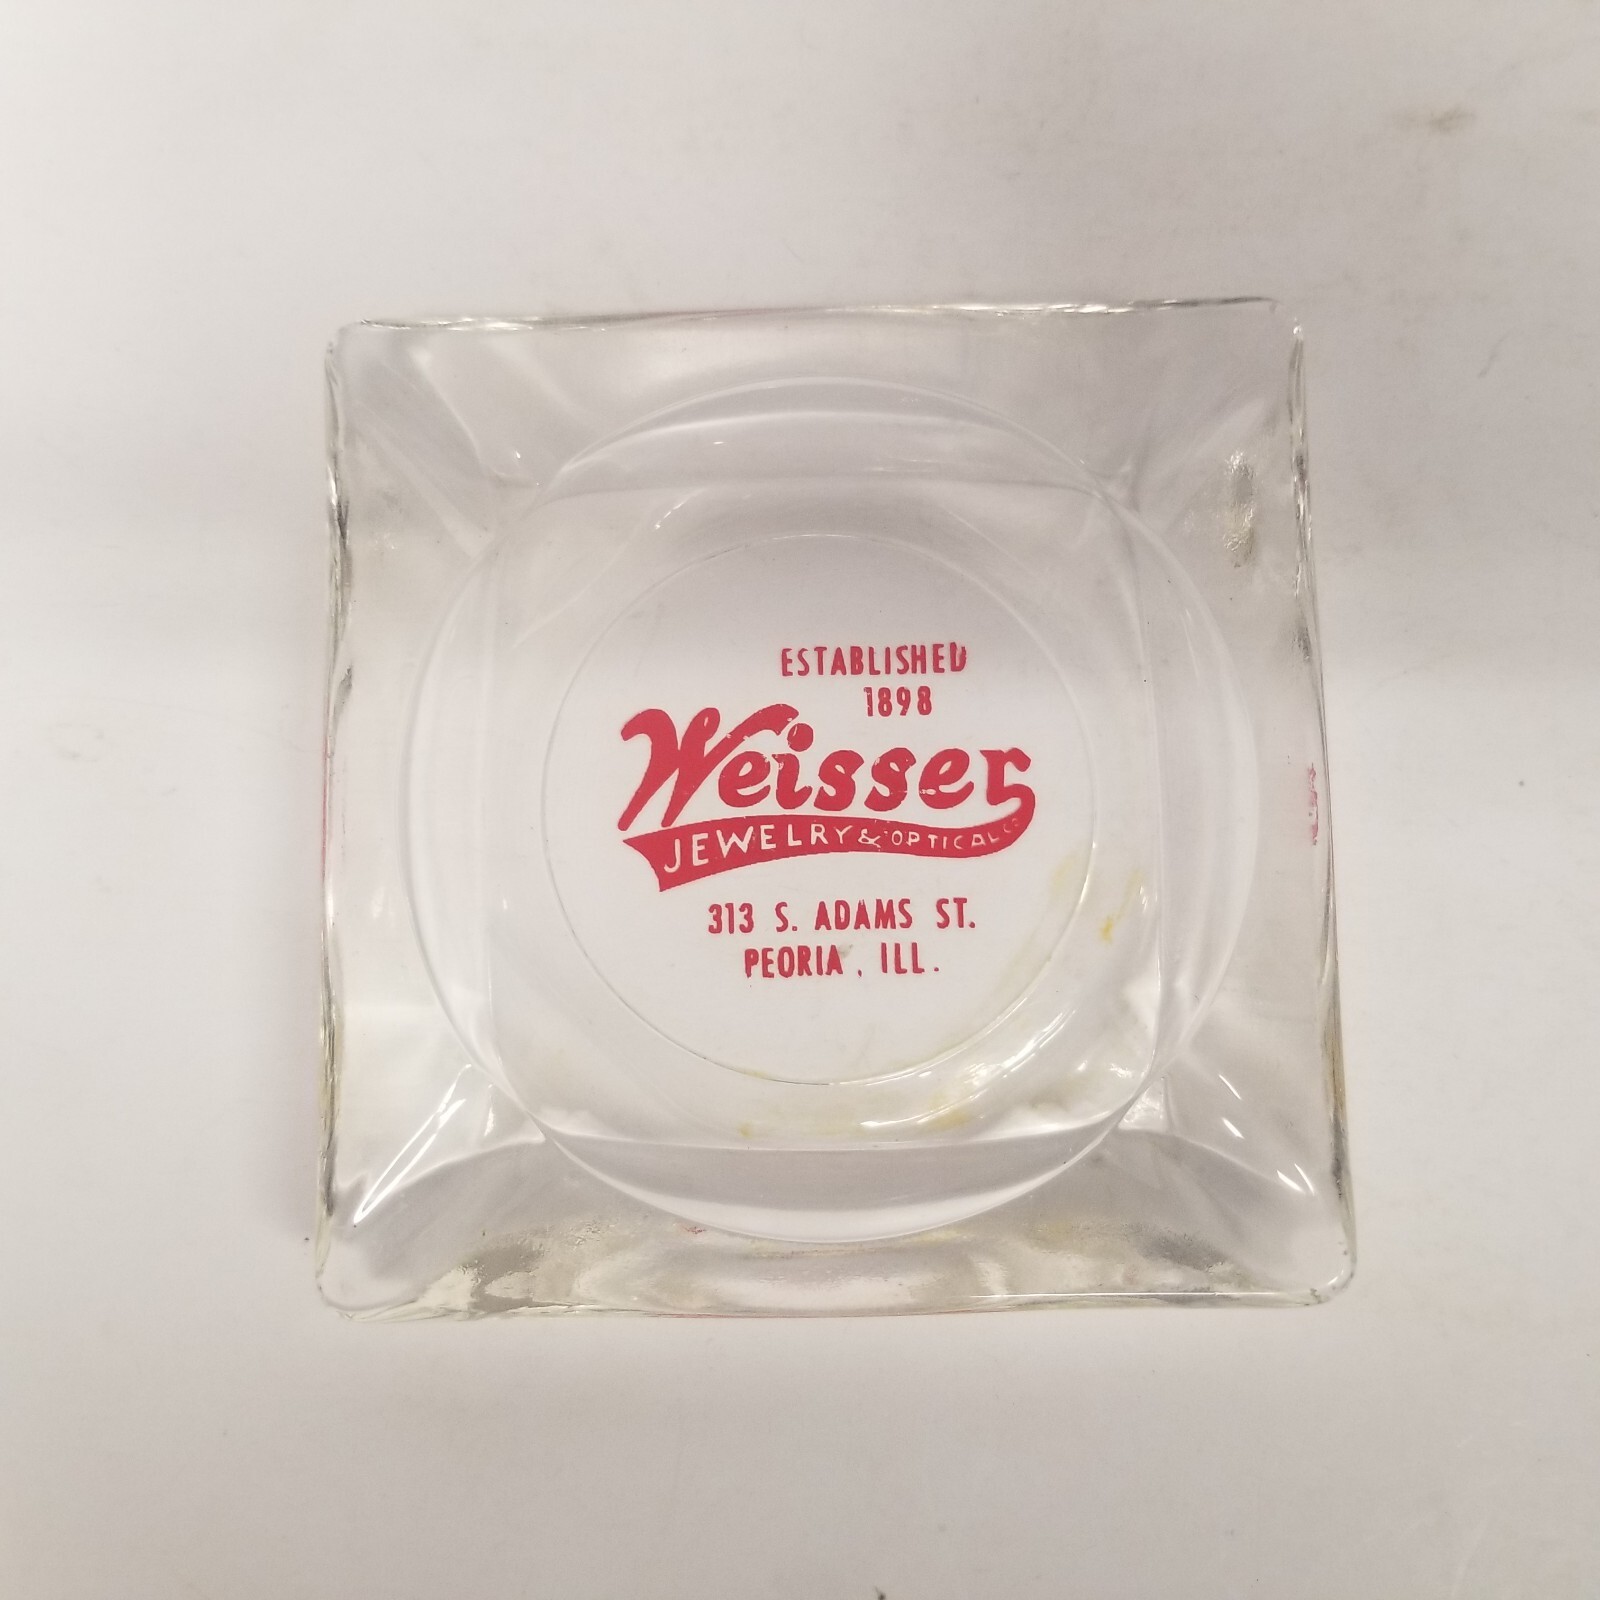 ESTABLISHED
1898
Weisser
JEWELRY & OPTICAL CO
313 S. ADAMS ST.
PEORIA, ILL.